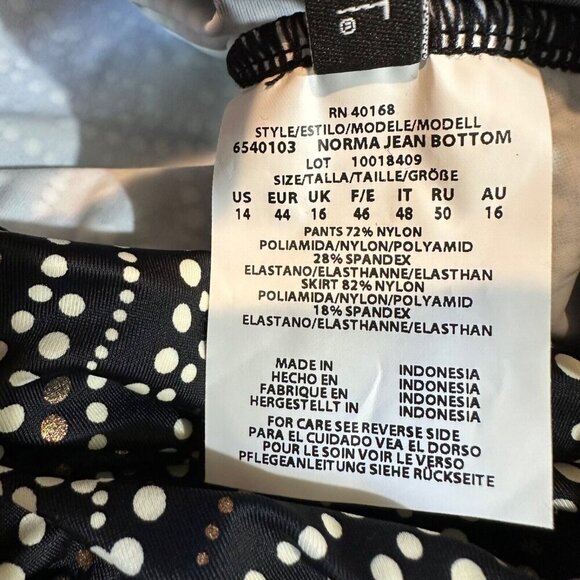 RN 40168
STYLE/ESTILO/MODELE/MODELL
6540103 NORMA JEAN BOTTOM
LOT 10018409
SIZE/TALLA/TAILLE/GRÖßE
US EUR UK F/E IT RU AU
14 44 16 46 48 50 16
PANTS 72% NYLON
POLIAMIDA/NYLON/POLYAMID
28% SPANDEX
ELASTANO/ELASTHANNE/ELASTHAN
SKIRT 82% NYLON
POLIAMIDA/NYLON/POLYAMID
18% SPANDEX
ELASTANO/ELASTHANNE/ELASTHAN
MADE IN INDONESIA
HECHO EN INDONESIA
FABRIQUE EN INDONESIA
HERGESTELLT IN INDONESIA
FOR CARE SEE REVERSE SIDE
PARA EL CUIDADO VEA EL DORSO
POUR LE SOIN VOIR LE VERSO
PFLEGEANLEITUNG SIEHE RÜCKSEITE